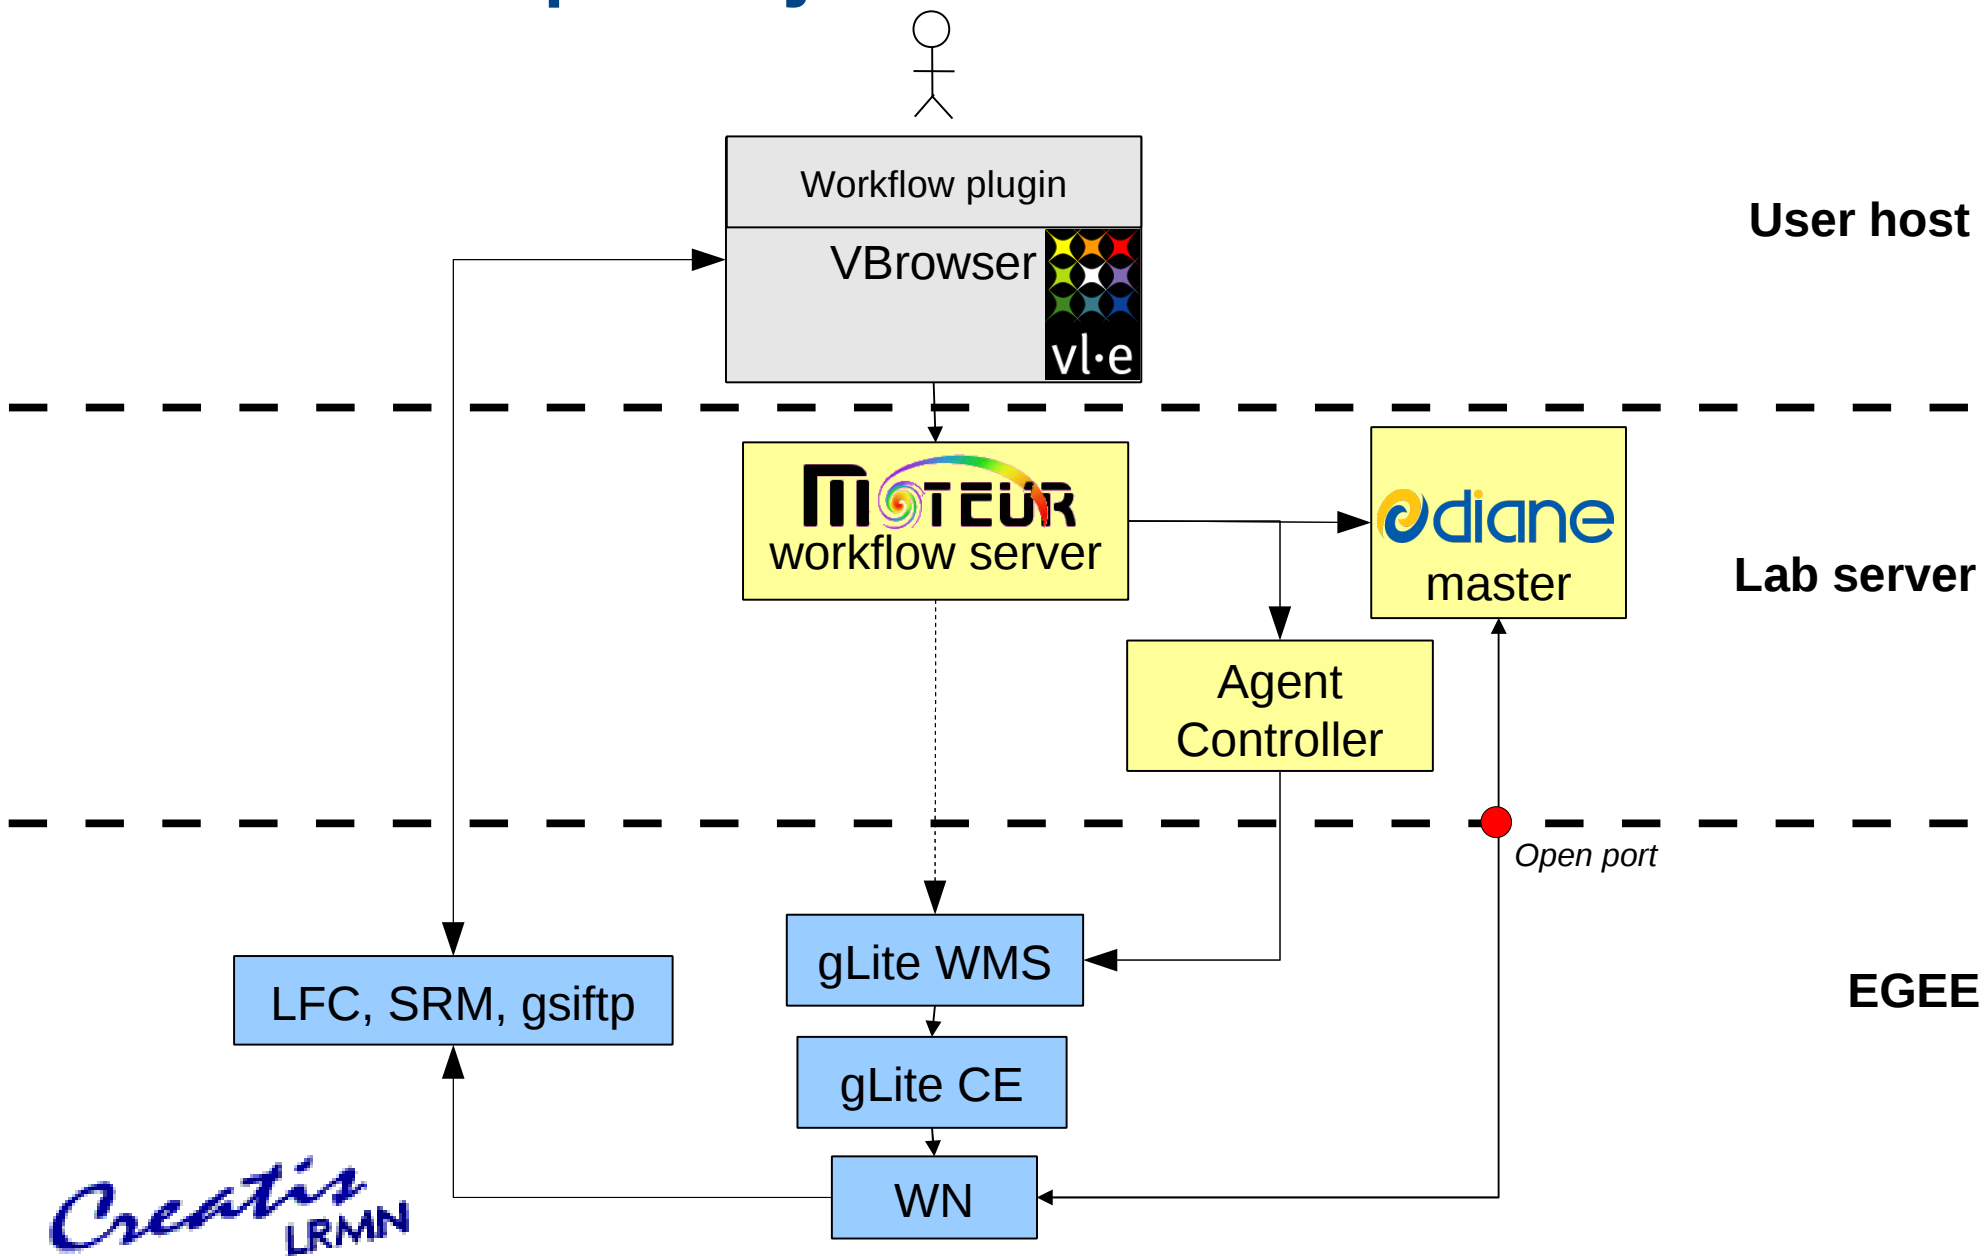 Workflow plugin
User host
VBrowser
vl·e
MOTEUR
workflow server
diane
master
Lab server
Agent
Controller
Open port
gLite WMS
LFC, SRM, gsiftp
EGEE
gLite CE
WN
Creatis
LRMN